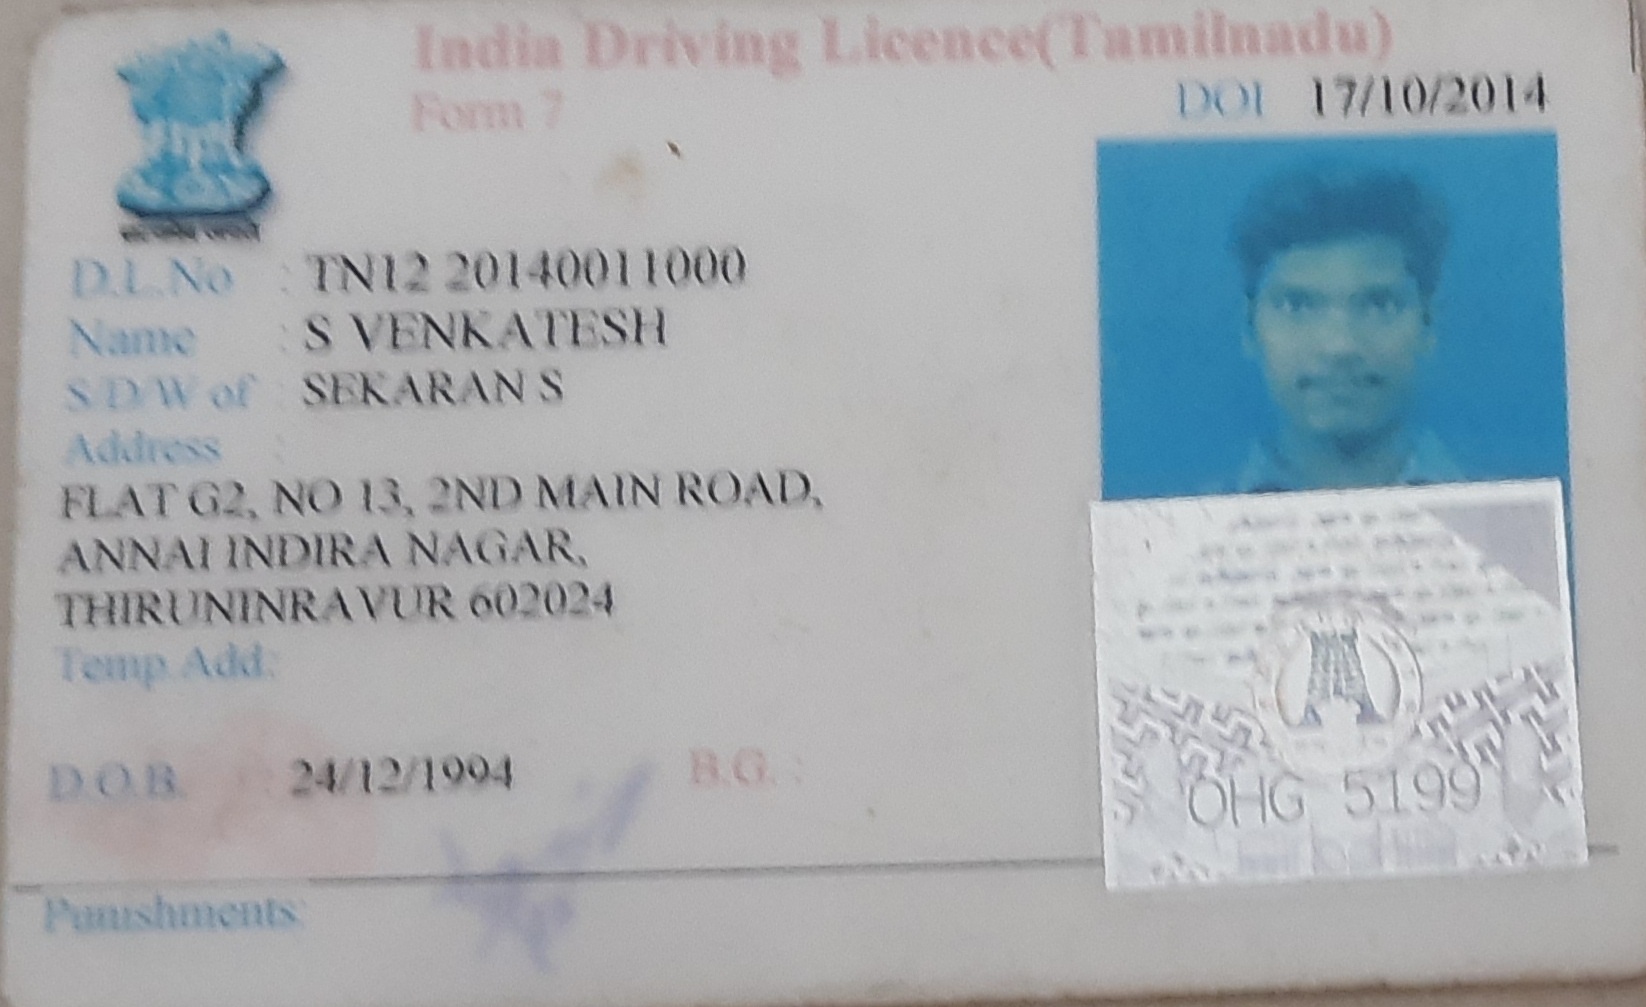 India Driving Licence(Tamilnadu)
Form 7
DOI 17/10/2014
D.L.No : TN12 20140011000
Name : S VENKATESH
S/D/W of : SEKARAN S
Address :
FLAT G2, NO 13, 2ND MAIN ROAD,
ANNAI INDIRA NAGAR,
THIRUNINRAVUR 602024
Temp.Add:
D.O.B. : 24/12/1994 B.G. :
OHG 5199
Punishments: